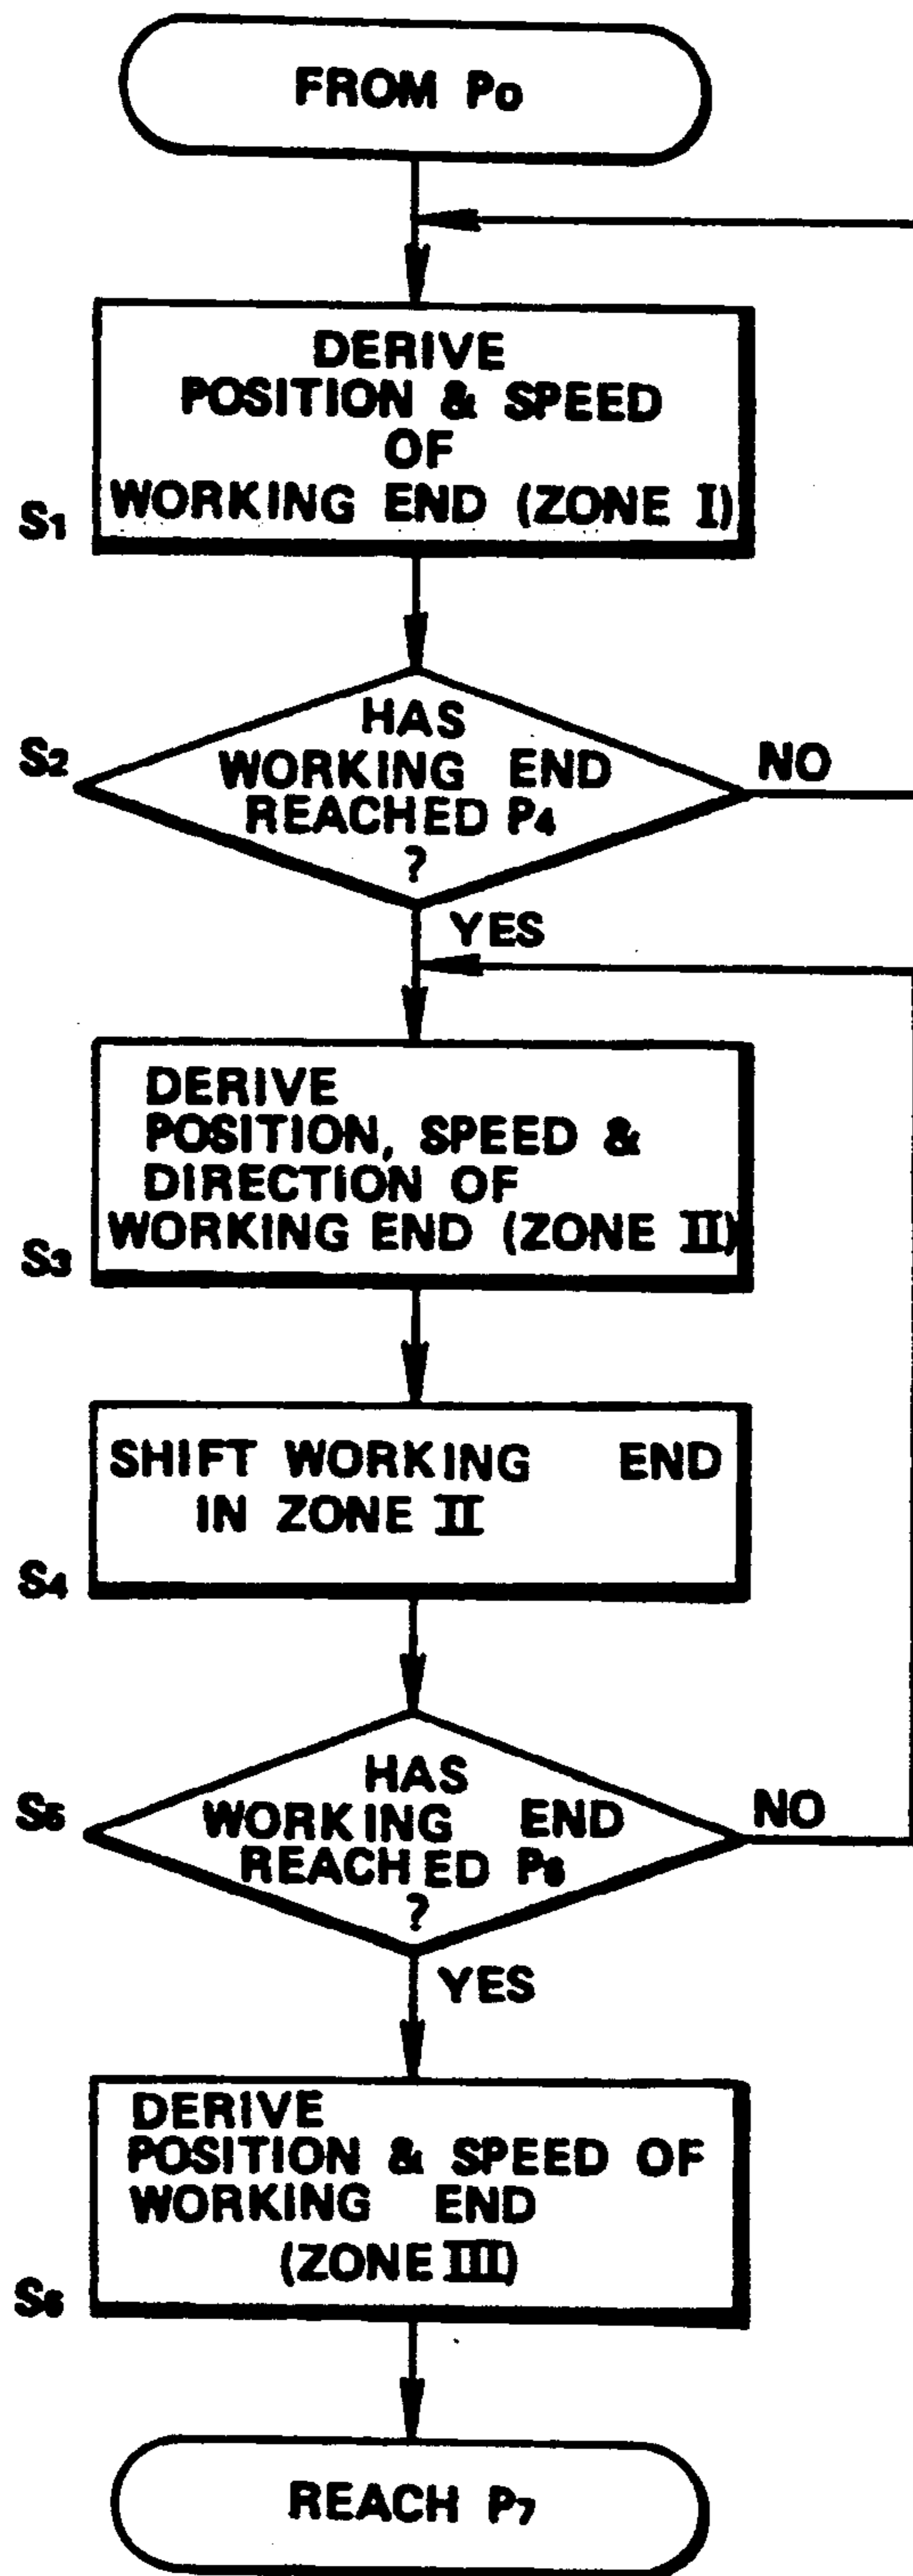 FROM P0
DERIVE
POSITION & SPEED
OF
WORKING END (ZONE I)
S1
HAS
WORKING END
REACHED P4
?
S2
NO
YES
DERIVE
POSITION, SPEED &
DIRECTION OF
WORKING END (ZONE II)
S3
SHIFT WORKING END
IN ZONE II
S4
HAS
WORKING END
REACHED P6
?
S5
NO
YES
DERIVE
POSITION & SPEED OF
WORKING END
(ZONE III)
S6
REACH P7